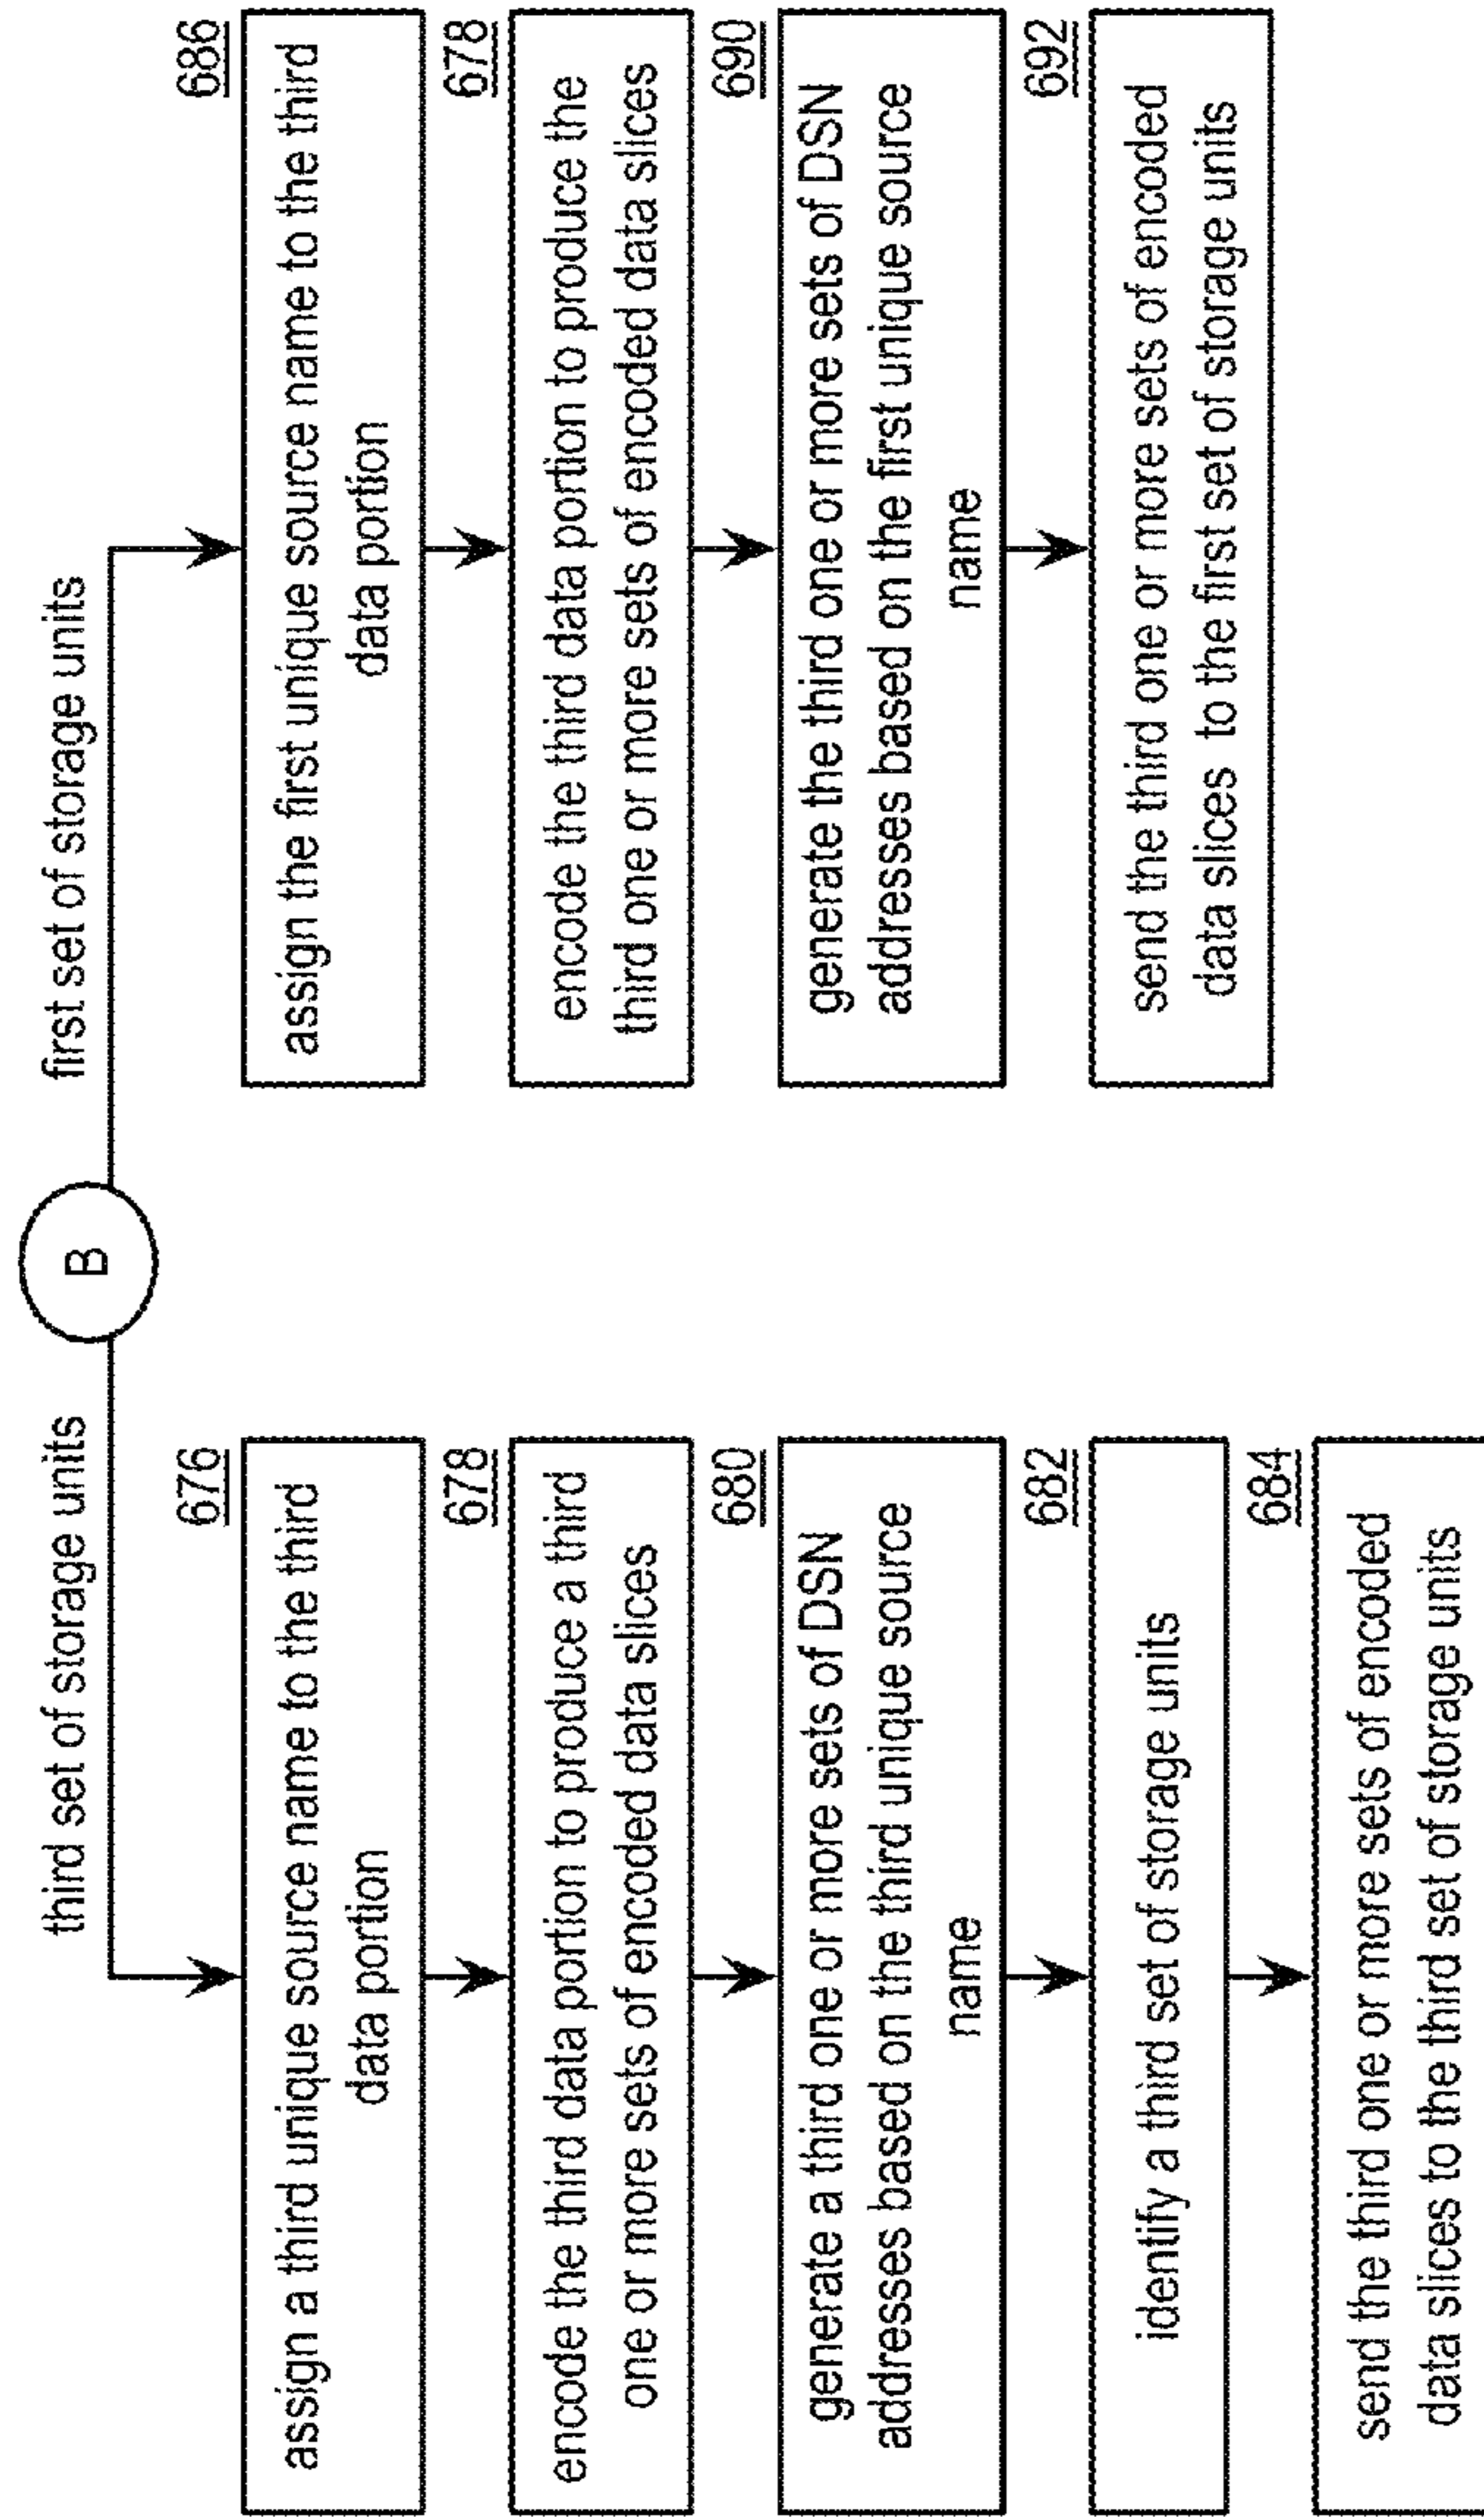 B
third set of storage units
676
assign a third unique source name to the third
data portion
678
encode the third data portion to produce a third
one or more sets of encoded data slices
680
generate a third one or more sets of DSN
addresses based on the third unique source
name
682
identify a third set of storage units
684
send the third one or more sets of encoded
data slices to the third set of storage units
first set of storage units
686
assign the first unique source name to the third
data portion
678
encode the third data portion to produce the
third one or more sets of encoded data slices
690
generate the third one or more sets of DSN
addresses based on the first unique source
name
692
send the third one or more sets of encoded
data slices to the first set of storage units